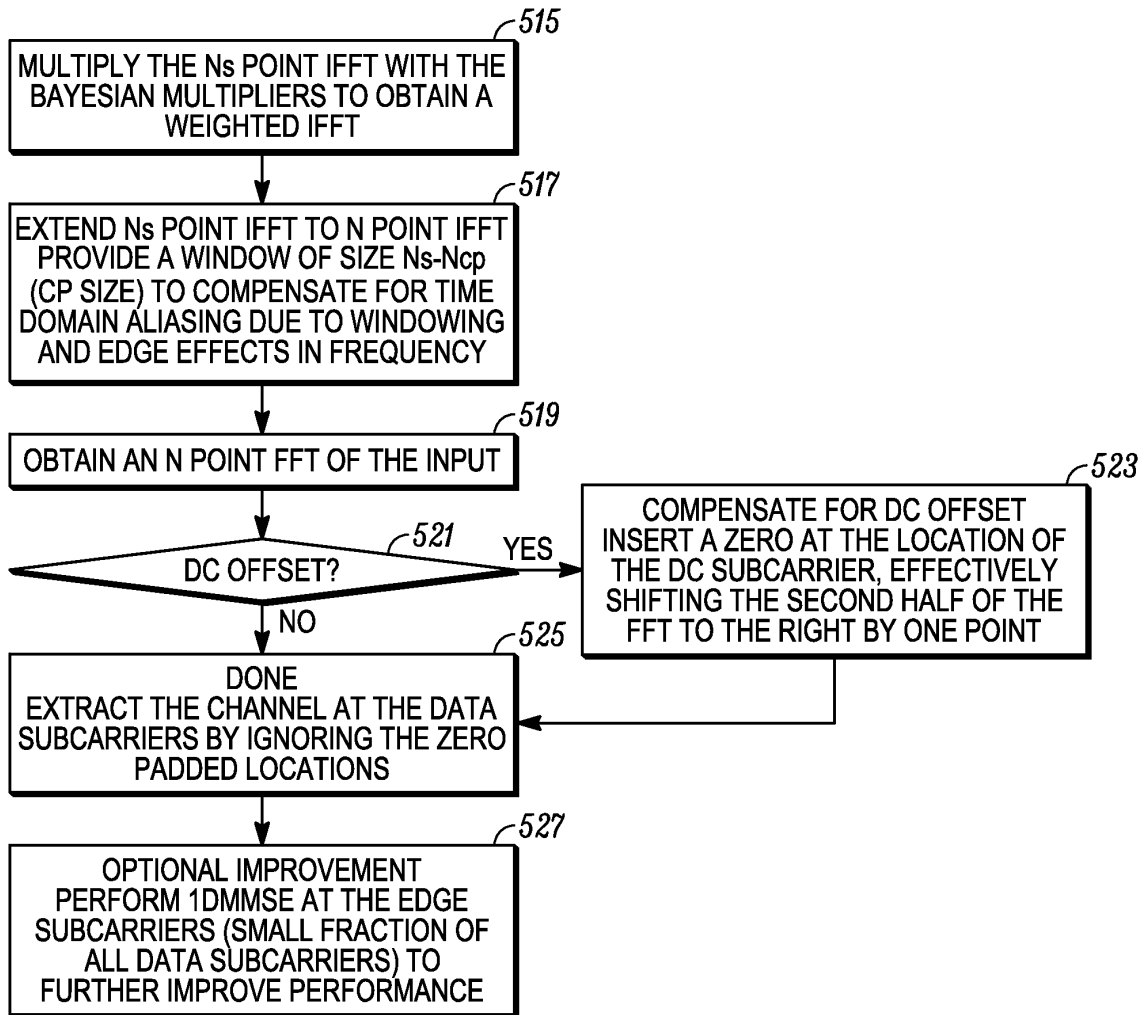 515
MULTIPLY THE Ns POINT IFFT WITH THE
BAYESIAN MULTIPLIERS TO OBTAIN A
WEIGHTED IFFT
517
EXTEND Ns POINT IFFT TO N POINT IFFT
PROVIDE A WINDOW OF SIZE Ns-Ncp
(CP SIZE) TO COMPENSATE FOR TIME
DOMAIN ALIASING DUE TO WINDOWING
AND EDGE EFFECTS IN FREQUENCY
519
OBTAIN AN N POINT FFT OF THE INPUT
521
DC OFFSET?
YES
NO
523
COMPENSATE FOR DC OFFSET
INSERT A ZERO AT THE LOCATION OF
THE DC SUBCARRIER, EFFECTIVELY
SHIFTING THE SECOND HALF OF THE
FFT TO THE RIGHT BY ONE POINT
525
DONE
EXTRACT THE CHANNEL AT THE DATA
SUBCARRIERS BY IGNORING THE ZERO
PADDED LOCATIONS
527
OPTIONAL IMPROVEMENT
PERFORM 1DMMSE AT THE EDGE
SUBCARRIERS (SMALL FRACTION OF
ALL DATA SUBCARRIERS) TO
FURTHER IMPROVE PERFORMANCE